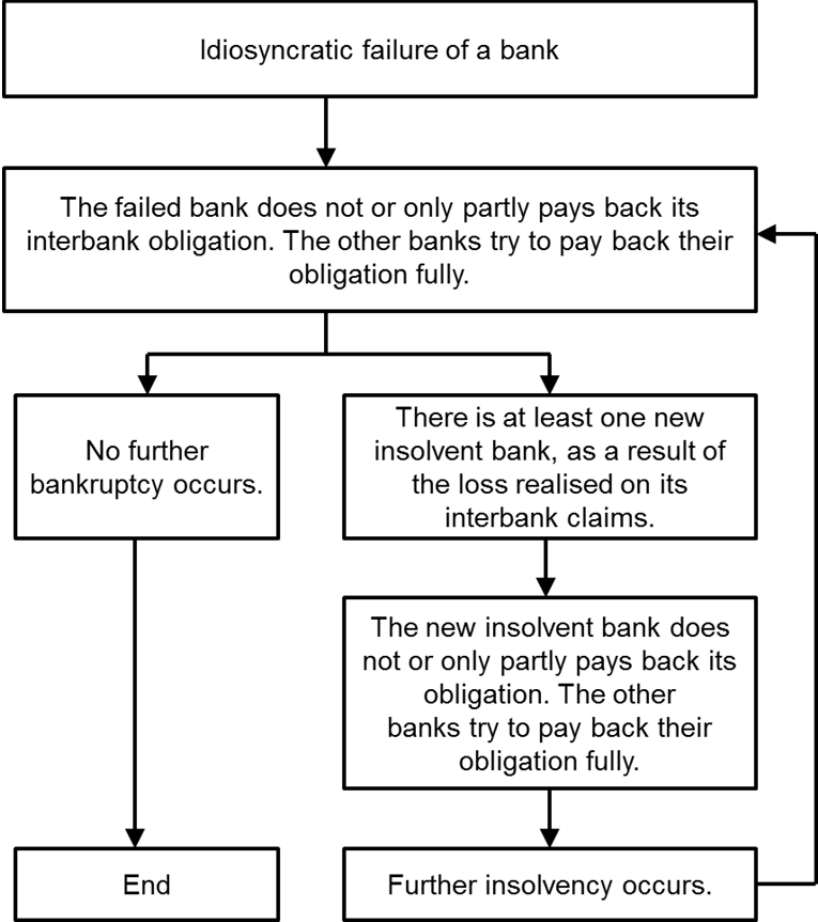 Idiosyncratic failure of a bank
The failed bank does not or only partly pays back its
interbank obligation. The other banks try to pay back their
obligation fully.
No further
bankruptcy occurs.
There is at least one new
insolvent bank, as a result of
the loss realised on its
interbank claims.
The new insolvent bank does
not or only partly pays back its
obligation. The other
banks try to pay back their
obligation fully.
End
Further insolvency occurs.